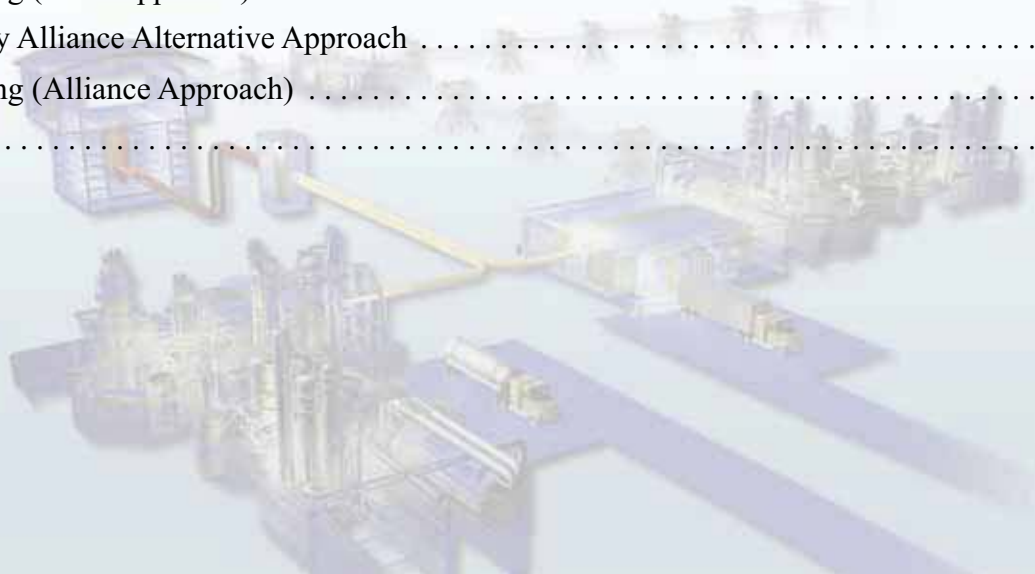 y Alliance Alternative Approach . . . . . . . . . . . . . . . . . . . . . . . . . . . . . . . . . . . . . . .
ng (Alliance Approach) . . . . . . . . . . . . . . . . . . . . . . . . . . . . . . . . . . . . . . . . . . . . . .
. . . . . . . . . . . . . . . . . . . . . . . . . . . . . . . . . . . . . . . . . . . . . . . . . . . . . . . . . . . . . . . . .